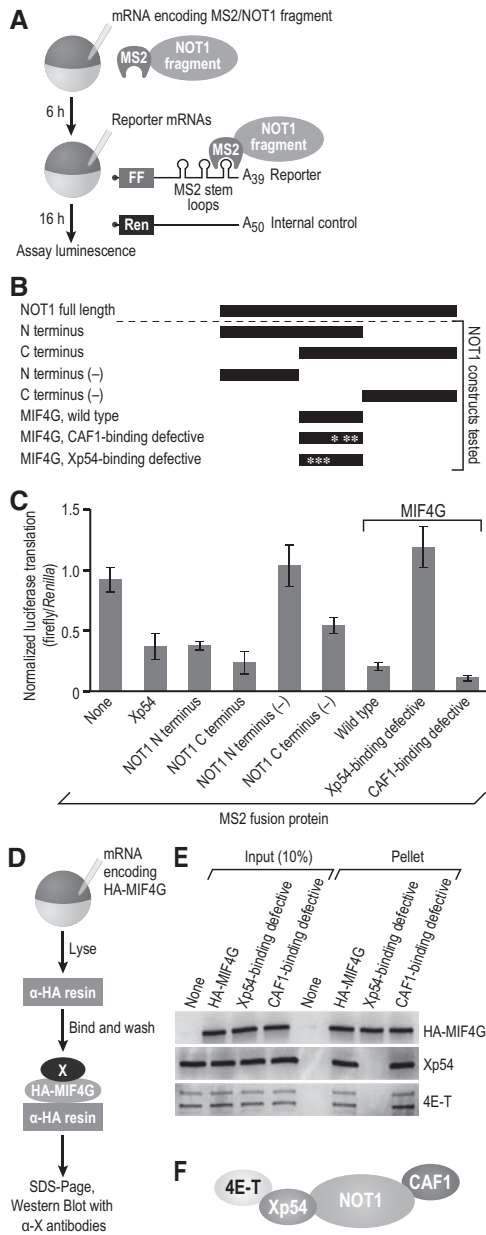 A
mRNA encoding MS2/NOT1 fragment
MS2
NOT1
fragment
6 h
Reporter mRNAs
NOT1
fragment
MS2
FF
MS2 stem
loops
A39 Reporter
16 h
Ren
A50 Internal control
Assay luminescence
B
NOT1 full length
N terminus
C terminus
N terminus (–)
C terminus (–)
MIF4G, wild type
MIF4G, CAF1-binding defective
* **
MIF4G, Xp54-binding defective
***
NOT1 constructs tested
C
MIF4G
Normalized luciferase translation
(firefly/Renilla)
1.5
1.0
0.5
0
None
Xp54
NOT1 N terminus
NOT1 C terminus
NOT1 N terminus (–)
NOT1 C terminus (–)
Wild type
Xp54-binding defective
CAF1-binding defective
MS2 fusion protein
D
mRNA
encoding
HA-MIF4G
Lyse
α-HA resin
Bind and wash
X
HA-MIF4G
α-HA resin
SDS-Page,
Western Blot with
α-X antibodies
E
Input (10%)
Pellet
None
HA-MIF4G
Xp54-binding defective
CAF1-binding defective
None
HA-MIF4G
Xp54-binding defective
CAF1-binding defective
HA-MIF4G
Xp54
4E-T
F
4E-T
Xp54
NOT1
CAF1